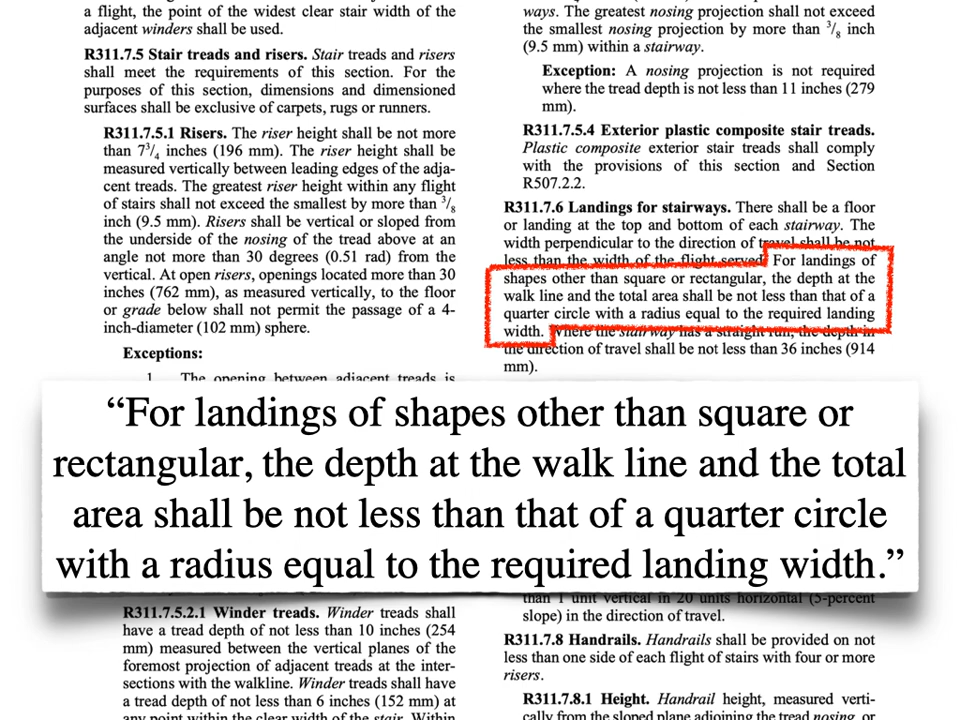 a flight, the point of the widest clear stair width of the
adjacent winders shall be used.
R311.7.5 Stair treads and risers. Stair treads and risers
shall meet the requirements of this section. For the
purposes of this section, dimensions and dimensioned
surfaces shall be exclusive of carpets, rugs or runners.
R311.7.5.1 Risers. The riser height shall be not more
than 7 3/4 inches (196 mm). The riser height shall be
measured vertically between leading edges of the adja-
cent treads. The greatest riser height within any flight
of stairs shall not exceed the smallest by more than 3/8
inch (9.5 mm). Risers shall be vertical or sloped from
the underside of the nosing of the tread above at an
angle not more than 30 degrees (0.51 rad) from the
vertical. At open risers, openings located more than 30
inches (762 mm), as measured vertically, to the floor
or grade below shall not permit the passage of a 4-
inch-diameter (102 mm) sphere.
Exceptions:
1. The opening between adjacent treads is
ways. The greatest nosing projection shall not exceed
the smallest nosing projection by more than 3/8 inch
(9.5 mm) within a stairway.
Exception: A nosing projection is not required
where the tread depth is not less than 11 inches (279
mm).
R311.7.5.4 Exterior plastic composite stair treads.
Plastic composite exterior stair treads shall comply
with the provisions of this section and Section
R507.2.2.
R311.7.6 Landings for stairways. There shall be a floor
or landing at the top and bottom of each stairway. The
width perpendicular to the direction of travel shall be not
less than the width of the flight served. For landings of
shapes other than square or rectangular, the depth at the
walk line and the total area shall be not less than that of a
quarter circle with a radius equal to the required landing
width. Where the stairway has a straight run, the depth in
the direction of travel shall be not less than 36 inches (914
mm).
“For landings of shapes other than square or
rectangular, the depth at the walk line and the total
area shall be not less than that of a quarter circle
with a radius equal to the required landing width.”
R311.7.5.2.1 Winder treads. Winder treads shall
have a tread depth of not less than 10 inches (254
mm) measured between the vertical planes of the
foremost projection of adjacent treads at the inter-
sections with the walkline. Winder treads shall have
a tread depth of not less than 6 inches (152 mm) at
any point within the clear width of the stair. Within
than 1 unit vertical in 20 units horizontal (5-percent
slope) in the direction of travel.
R311.7.8 Handrails. Handrails shall be provided on not
less than one side of each flight of stairs with four or more
risers.
R311.7.8.1 Height. Handrail height, measured verti-
cally from the sloped plane adjoining the tread nosing, or